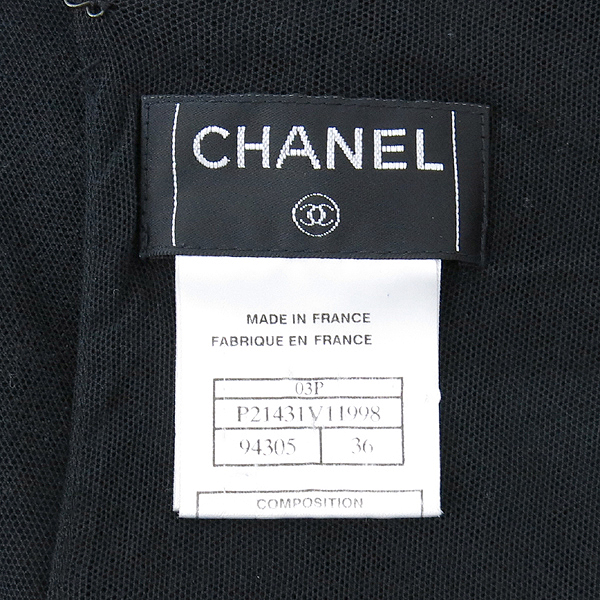 CHANEL
MADE IN FRANCE
FABRIQUE EN FRANCE
03P
P21431V11998
94305 36
COMPOSITION